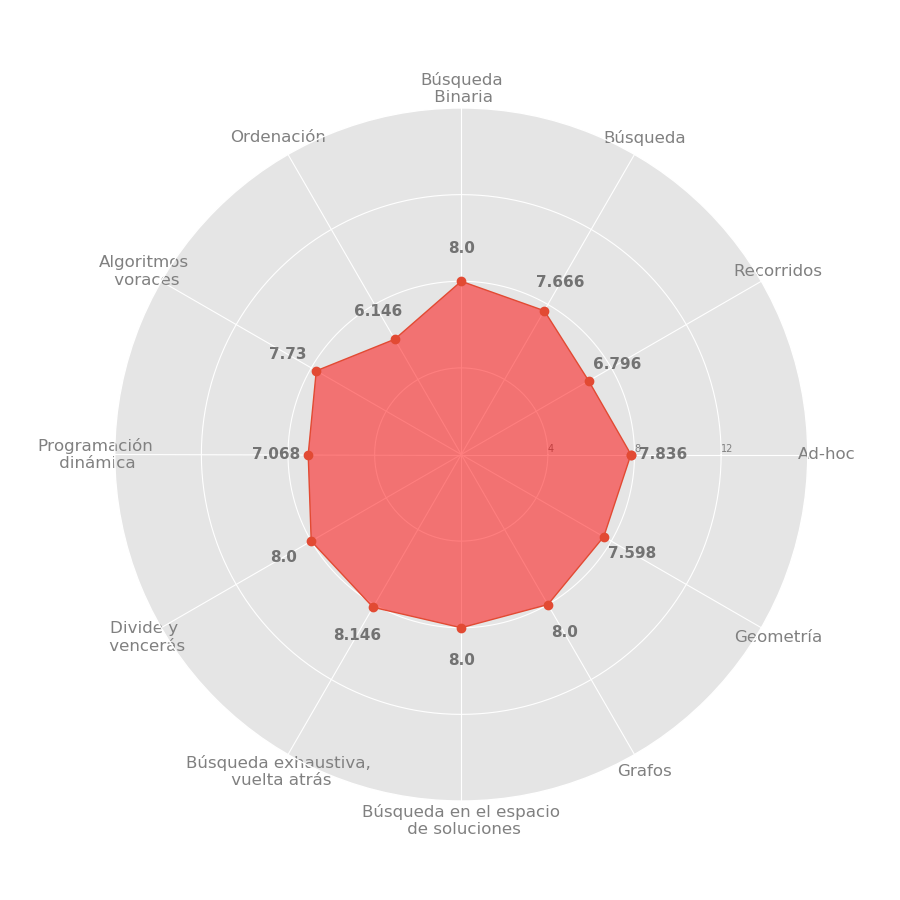 Búsqueda
Binaria
Ordenación
Búsqueda
8.0
Algoritmos
voraces
Recorridos
7.666
6.146
7.73
6.796
Programación
dinámica
7.068
4
8
7.836
12
Ad-hoc
8.0
7.598
Divide y
vencerás
8.146
8.0
8.0
Geometría
Búsqueda exhaustiva,
vuelta atrás
Grafos
Búsqueda en el espacio
de soluciones